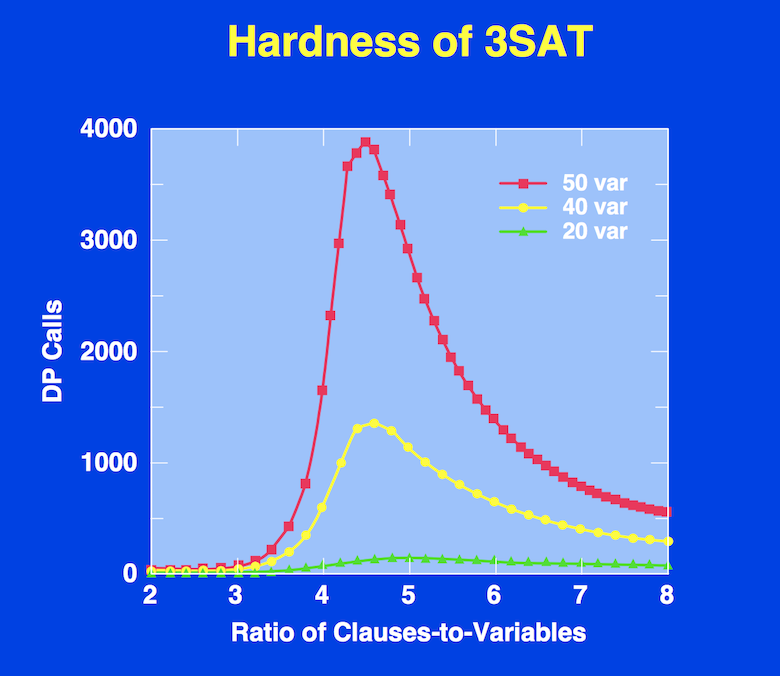 Hardness of 3SAT
4000
3000
2000
1000
0
DP Calls
50 var
40 var
20 var
2 3 4 5 6 7 8
Ratio of Clauses-to-Variables